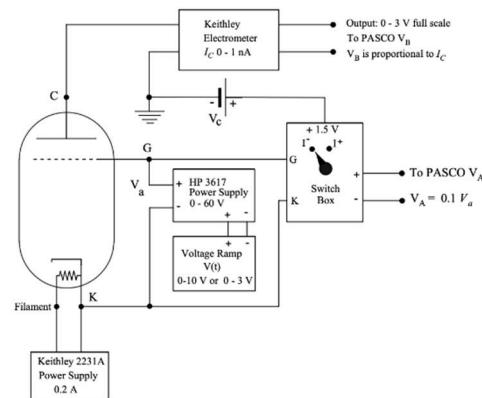 Keithley
Electrometer
I_C 0 - 1 nA
Output: 0 - 3 V full scale
To PASCO V_B
V_B is proportional to I_C
C
- +
V_c
+ 1.5 V
I^- I^+
G
G
K
Switch
Box
+
-
To PASCO V_A
V_A = 0.1 V_a
V_a
+
-
HP 3617
Power Supply
0 - 60 V
+ -
+ -
Voltage Ramp
V(t)
0-10 V or 0 - 3 V
K
Filament
Keithley 2231A
Power Supply
0.2 A